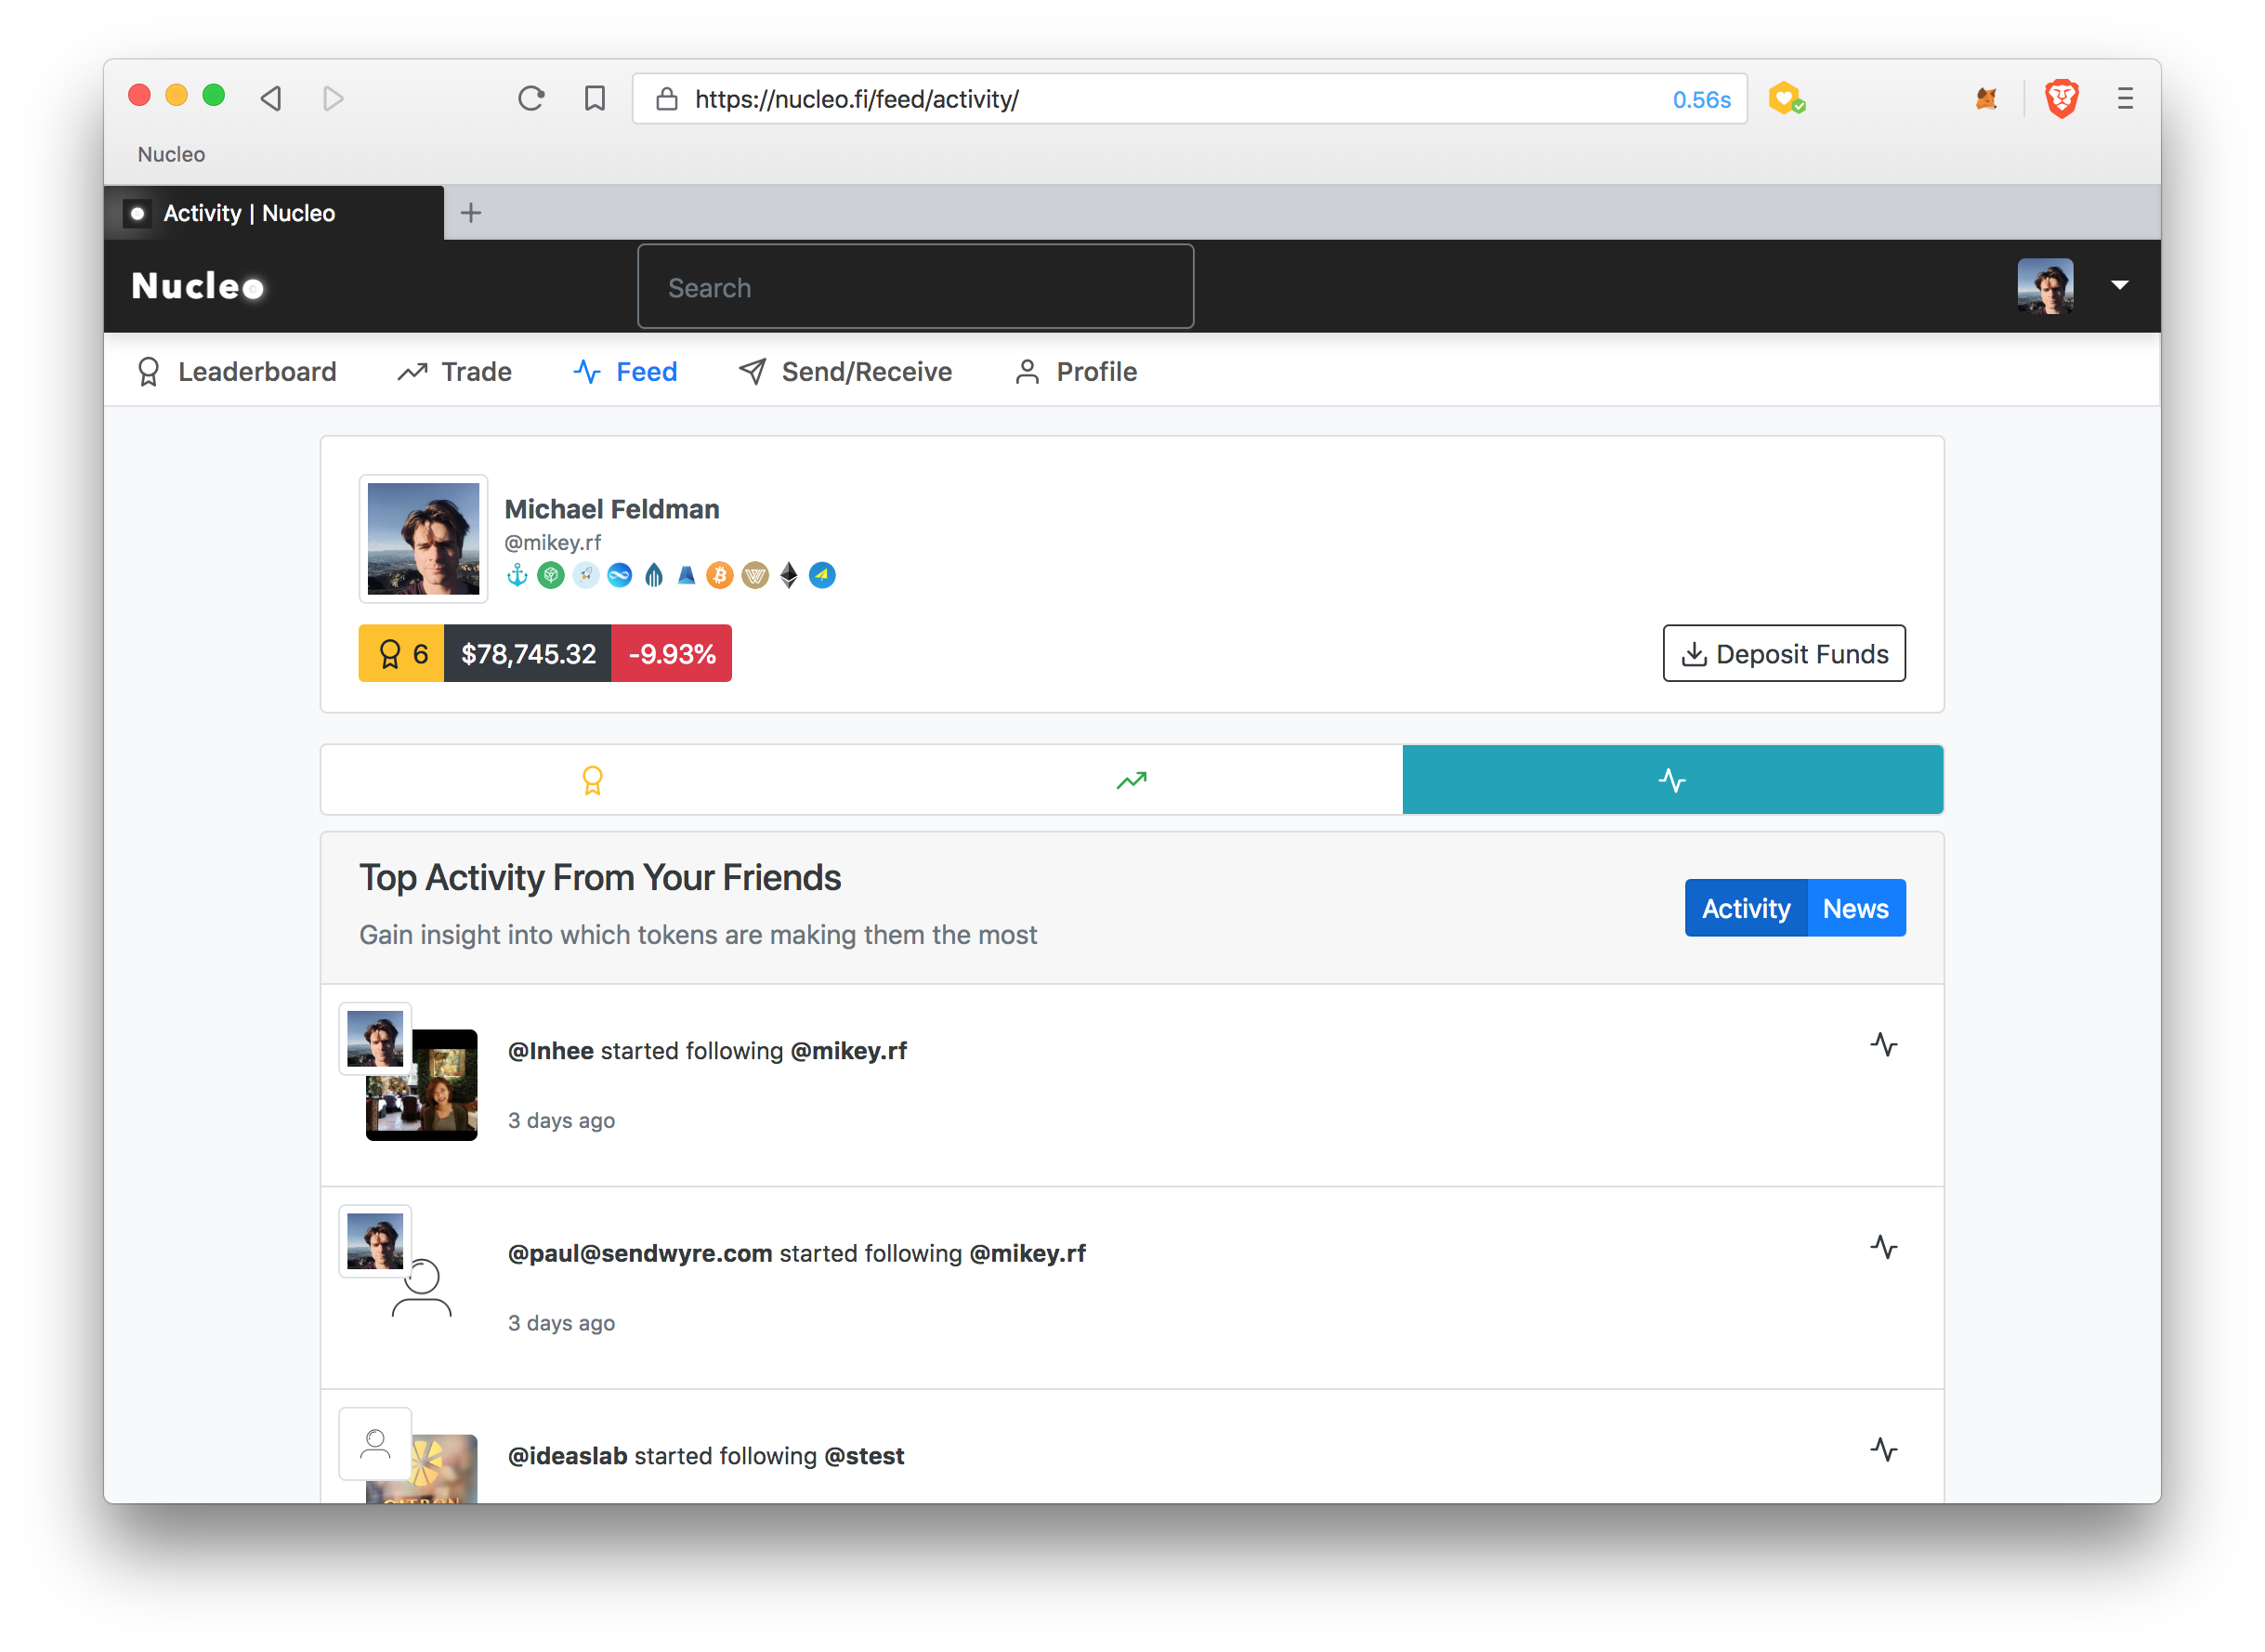 https://nucleo.fi/feed/activity/ 0.56s
Nucleo
Activity | Nucleo
Nucleo Search
Leaderboard Trade Feed Send/Receive Profile
Michael Feldman
@mikey.rf
6 $78,745.32 -9.93% Deposit Funds
Top Activity From Your Friends
Activity News
Gain insight into which tokens are making them the most
@Inhee started following @mikey.rf
3 days ago
@paul@sendwyre.com started following @mikey.rf
3 days ago
@ideaslab started following @stest